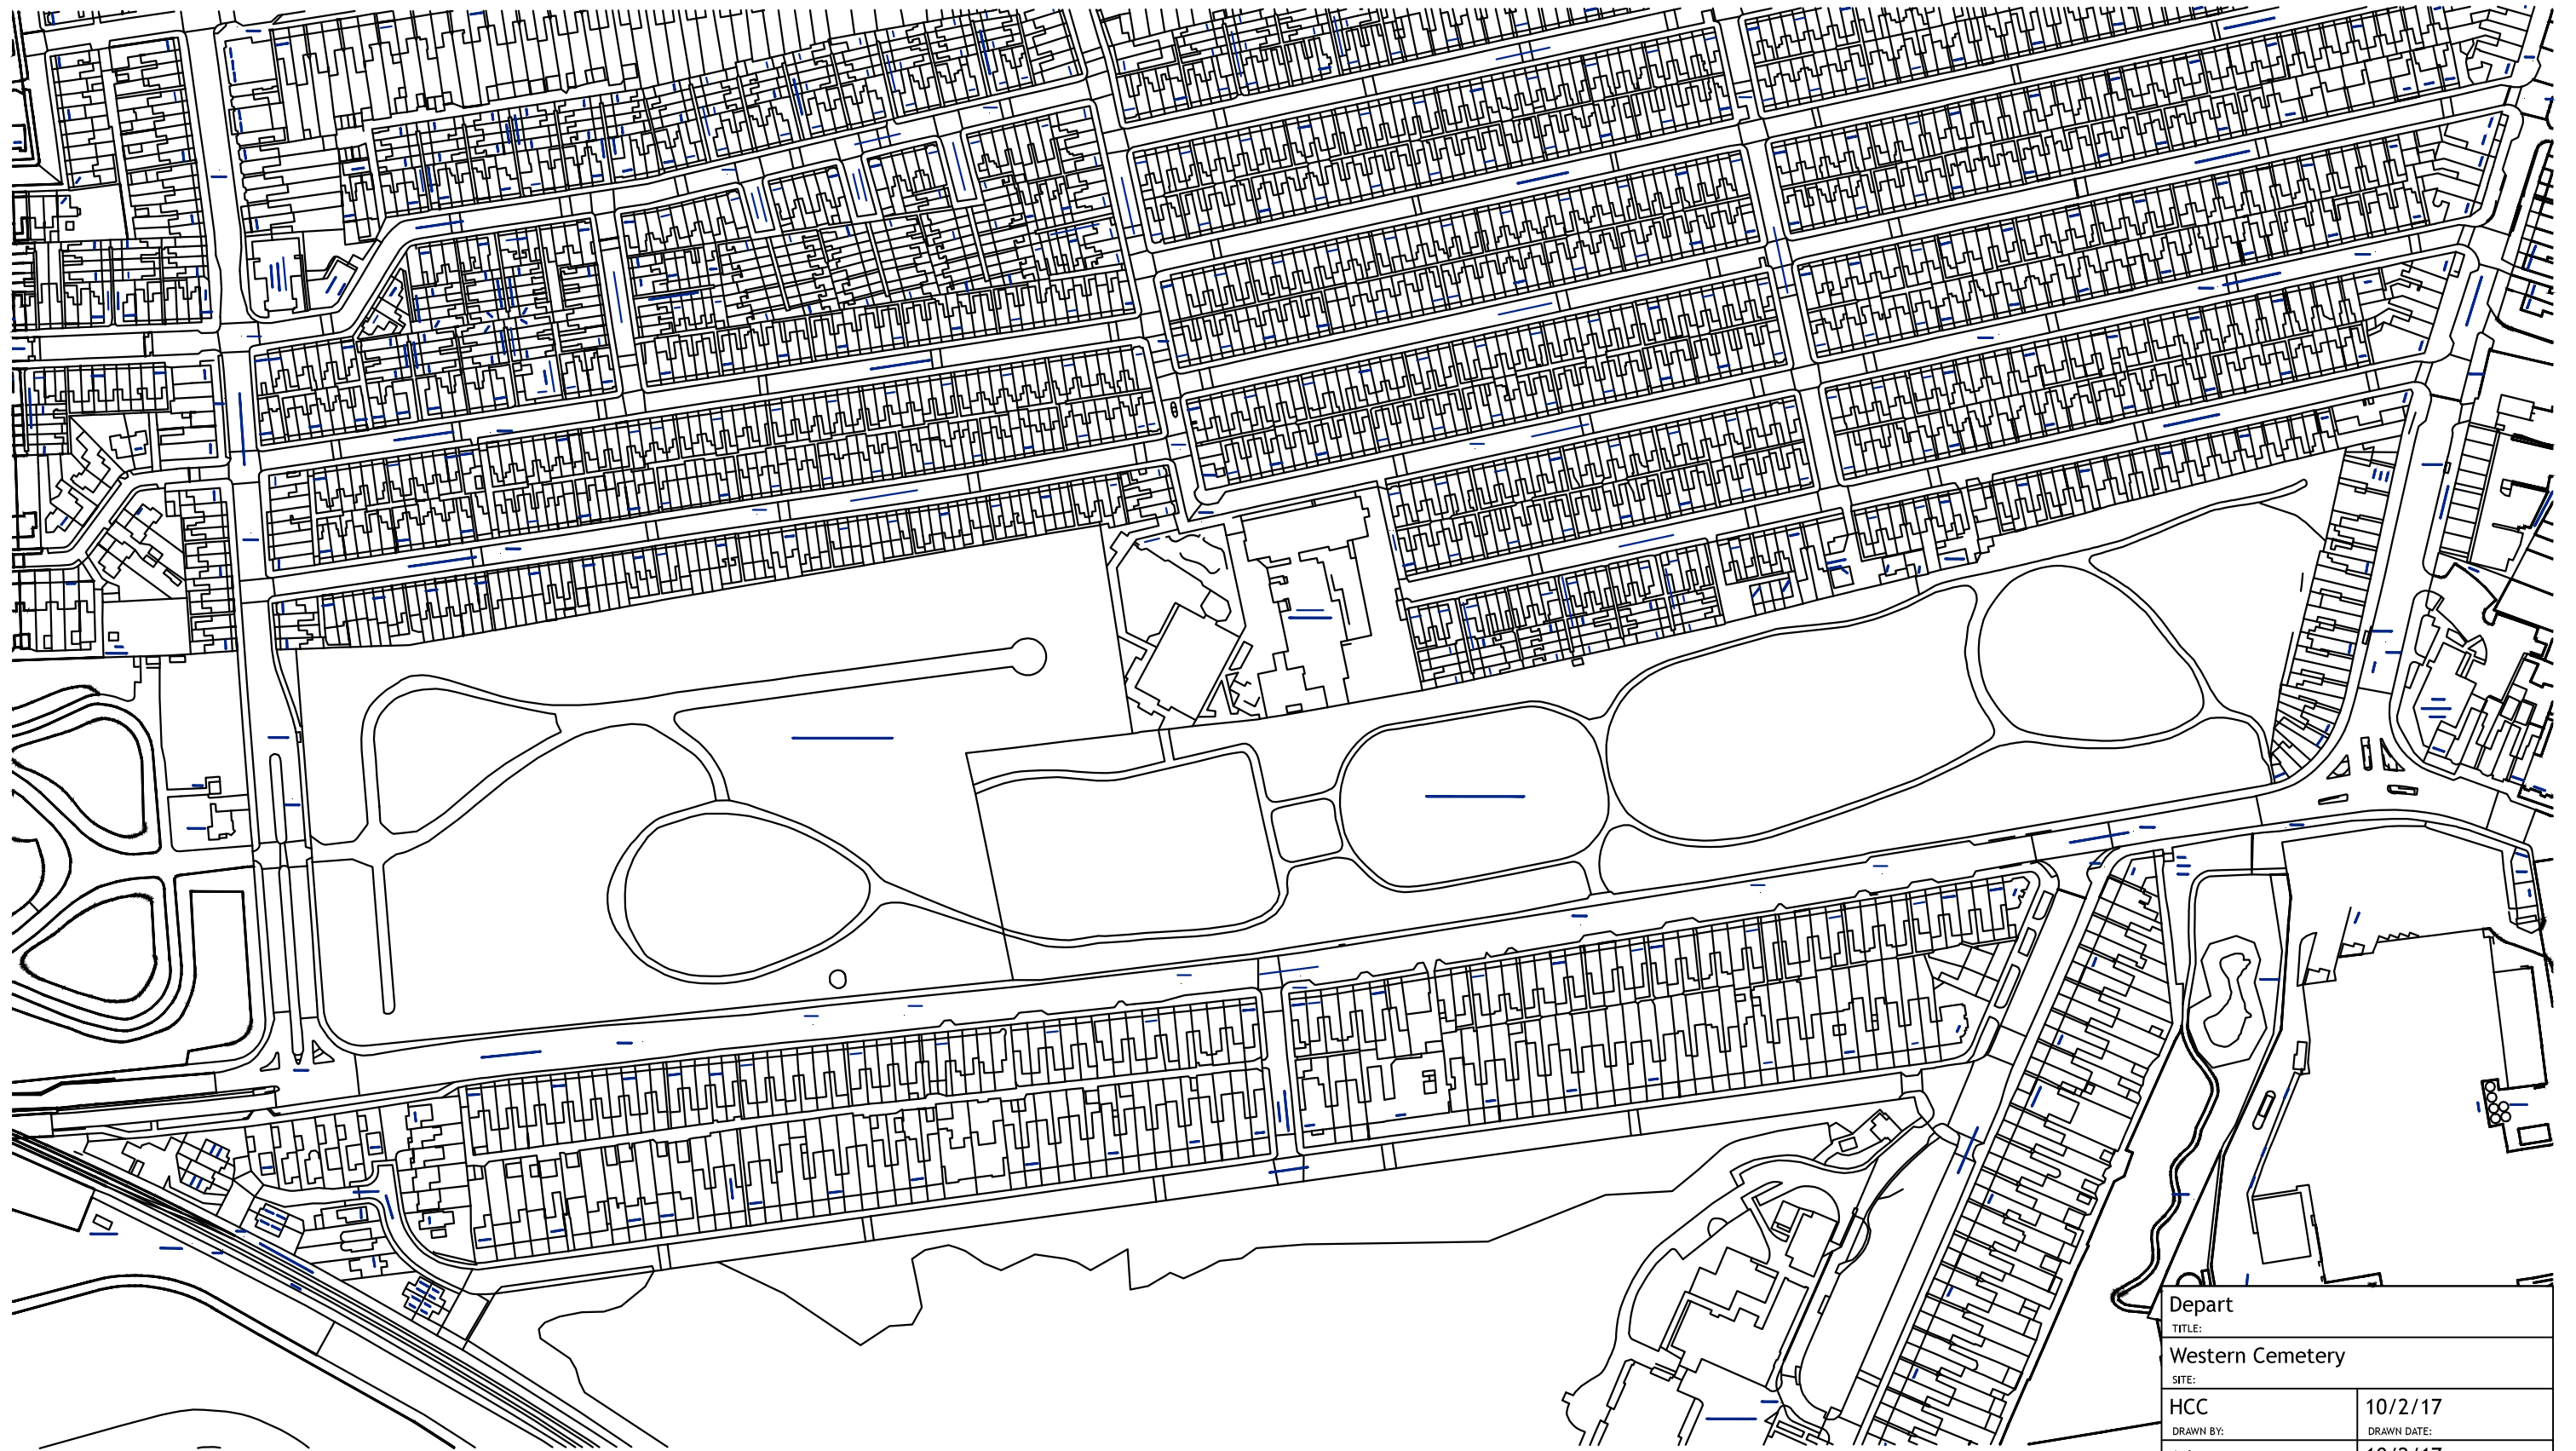 Depart
TITLE:
Western Cemetery
SITE:
HCC 10/2/17
DRAWN BY: DRAWN DATE: